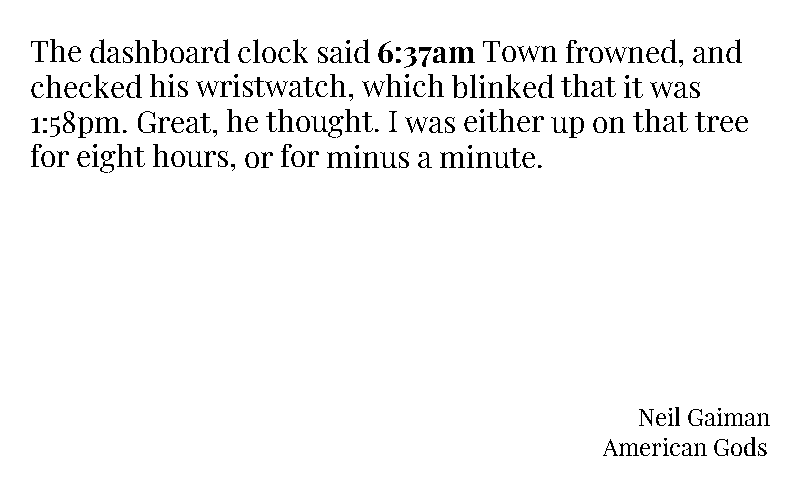 The dashboard clock said 6:37am Town frowned, and
checked his wristwatch, which blinked that it was
1:58pm. Great, he thought. I was either up on that tree
for eight hours, or for minus a minute.
Neil Gaiman
American Gods